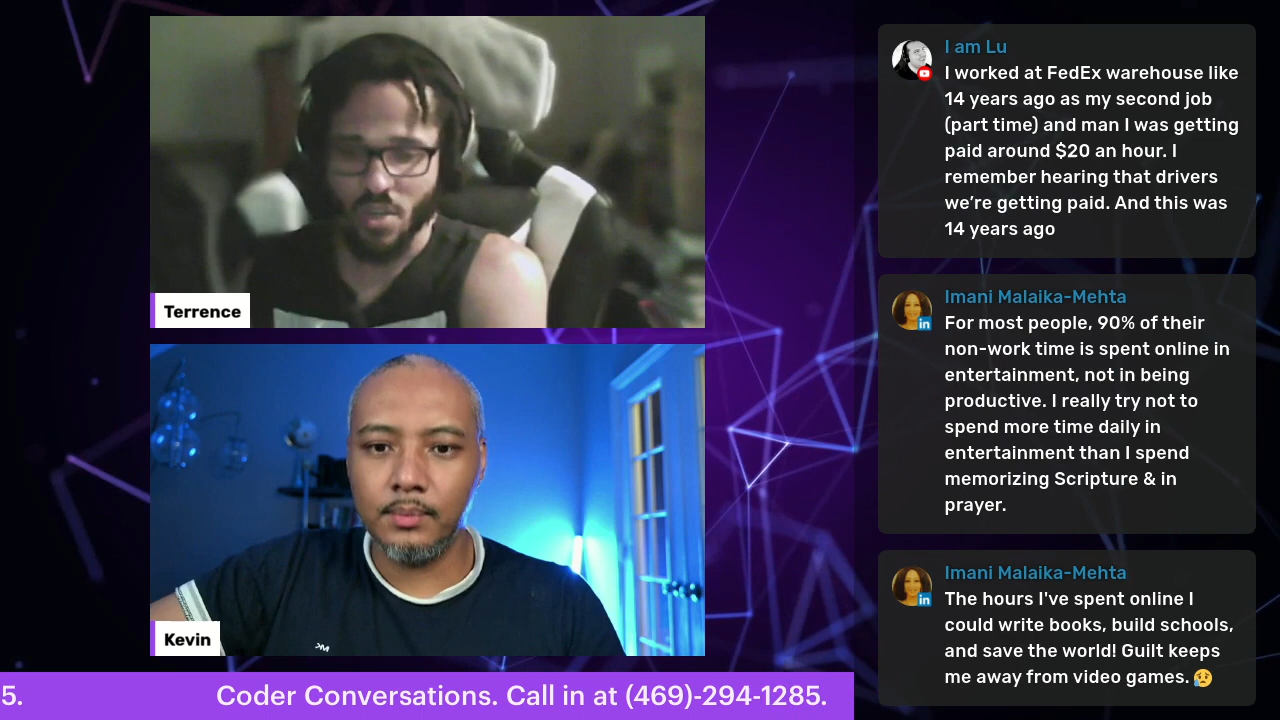 Terrence
Kevin
5.
Coder Conversations. Call in at (469)-294-1285.
I am Lu
I worked at FedEx warehouse like
14 years ago as my second job
(part time) and man I was getting
paid around $20 an hour. I
remember hearing that drivers
we’re getting paid. And this was
14 years ago
Imani Malaika-Mehta
For most people, 90% of their
non-work time is spent online in
entertainment, not in being
productive. I really try not to
spend more time daily in
entertainment than I spend
memorizing Scripture & in
prayer.
Imani Malaika-Mehta
The hours I've spent online I
could write books, build schools,
and save the world! Guilt keeps
me away from video games. 😥